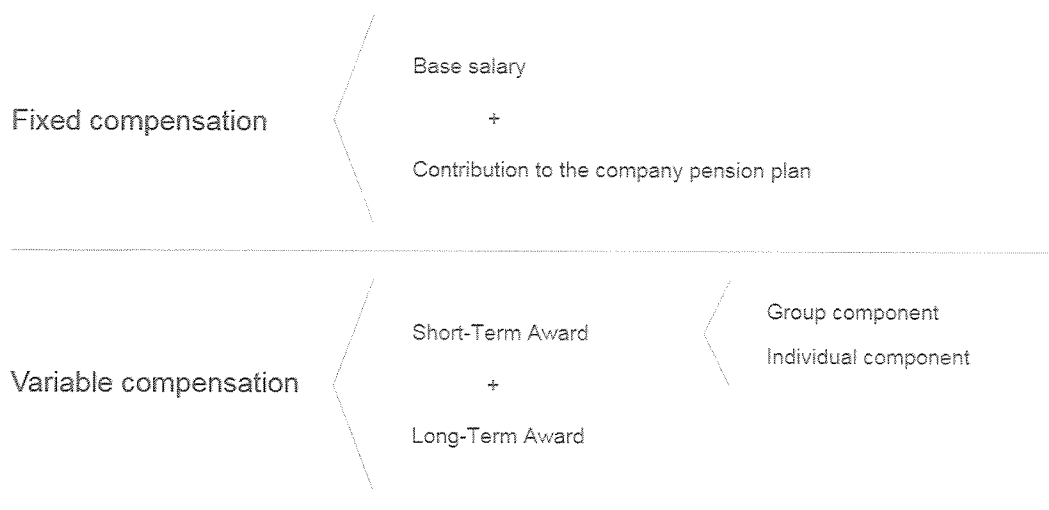 Base salary
Fixed compensation
+
Contribution to the company pension plan
Group component
Short-Term Award
Individual component
Variable compensation
+
Long-Term Award